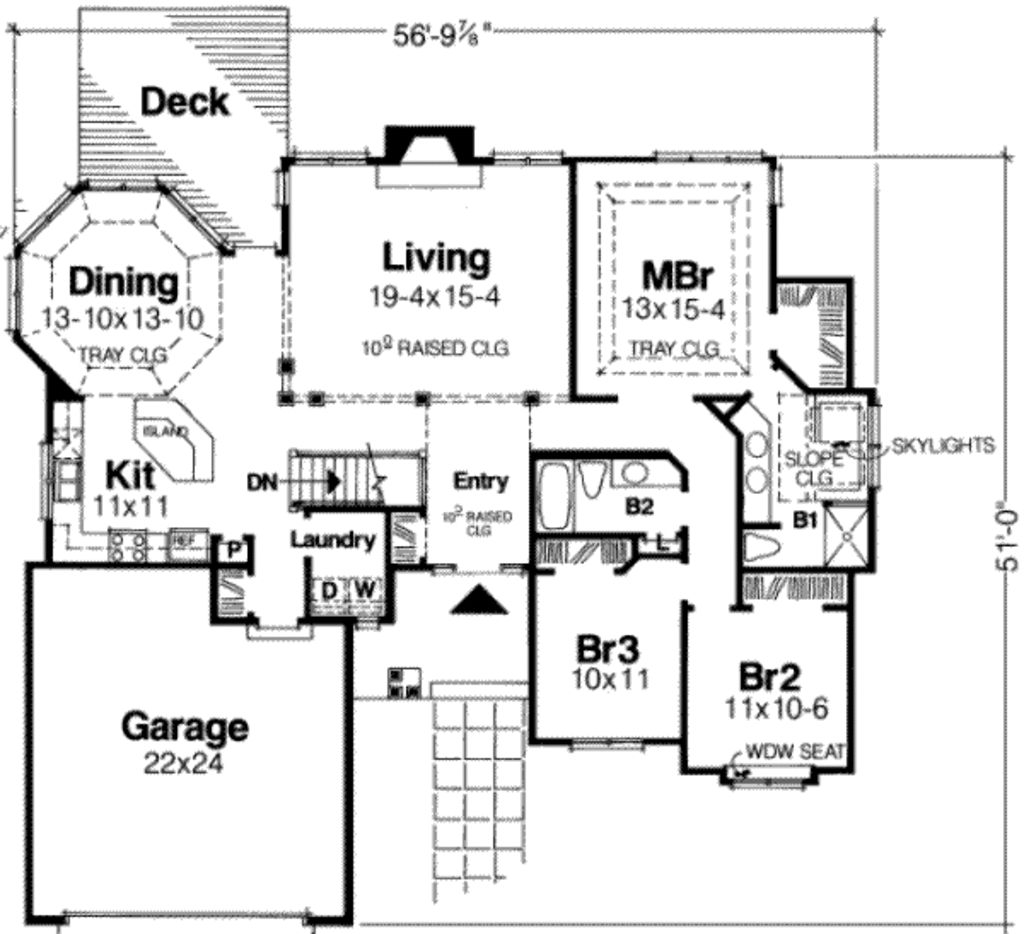 56'-9⅞"
Deck
Living
19-4x15-4
10⁰ RAISED CLG
MBr
13x15-4
TRAY CLG
Dining
13-10x13-10
TRAY CLG
ISLAND
Kit
11x11
REF
P
DN
Entry
10⁰ RAISED
CLG
Laundry
D W
B2
L
SKYLIGHTS
SLOPE
CLG
B1
51'-0"
Br3
10x11
Br2
11x10-6
WDW SEAT
Garage
22x24